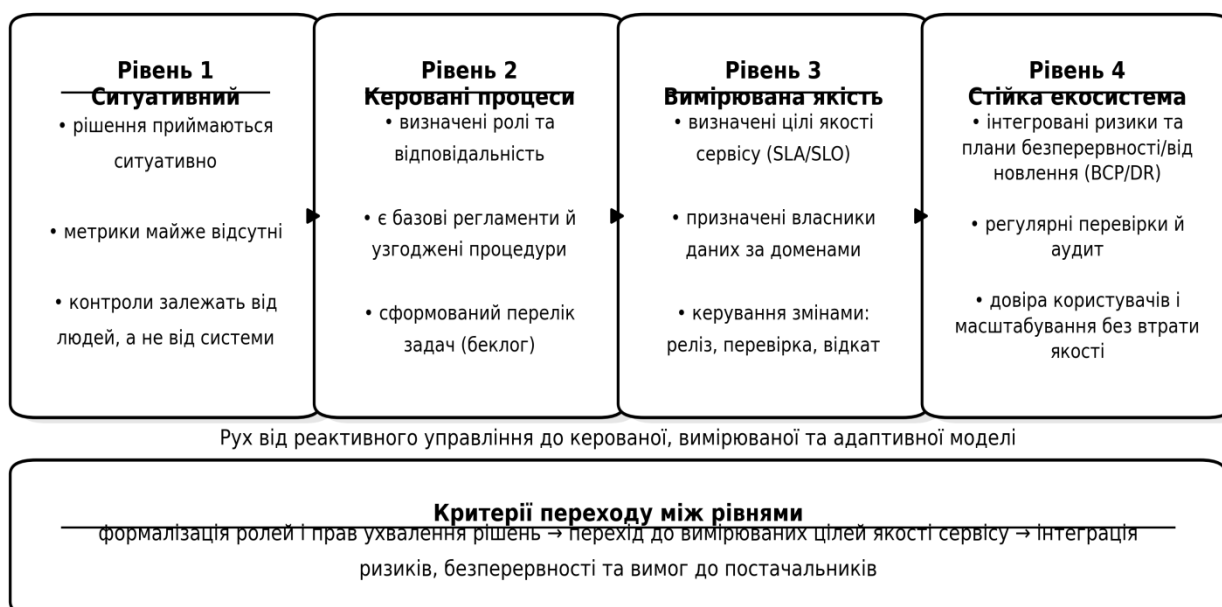 Рівень 1
Ситуативний
• рішення приймаються
ситуативно
• метрики майже відсутні
• контроли залежать від
людей, а не від системи
Рівень 2
Керовані процеси
• визначені ролі та
відповідальність
• є базові регламенти й
узгоджені процедури
• сформований перелік
задач (беклог)
Рівень 3
Вимірювана якість
• визначені цілі якості
сервісу (SLA/SLO)
• призначені власники
даних за доменами
• керування змінами:
реліз, перевірка, відкат
Рівень 4
Стійка екосистема
• інтегровані ризики та
плани безперервності/від
новлення (BCP/DR)
• регулярні перевірки й
аудит
• довіра користувачів і
масштабування без втрати
якості
Рух від реактивного управління до керованої, вимірюваної та адаптивної моделі
Критерії переходу між рівнями
формалізація ролей і прав ухвалення рішень → перехід до вимірюваних цілей якості сервісу → інтеграція
ризиків, безперервності та вимог до постачальників